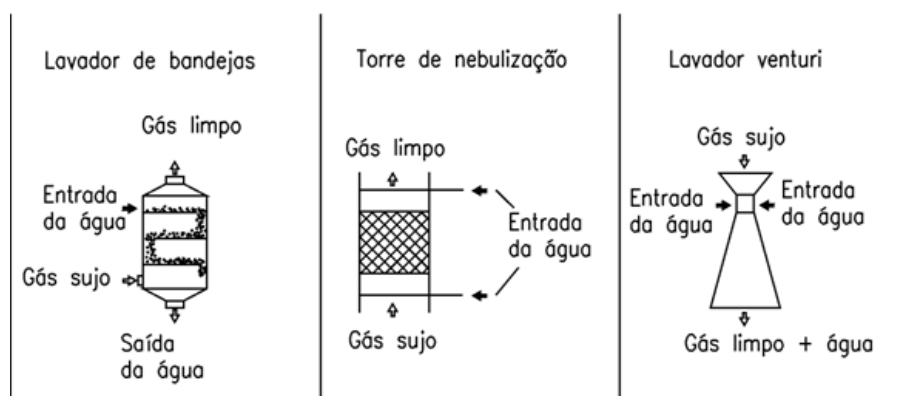 Lavador de bandejas
Gás limpo
Entrada
da água
Gás sujo
Saída
da água
Torre de nebulização
Gás limpo
Entrada
da água
Gás sujo
Lavador venturi
Gás sujo
Entrada
da água
Entrada
da água
Gás limpo + água